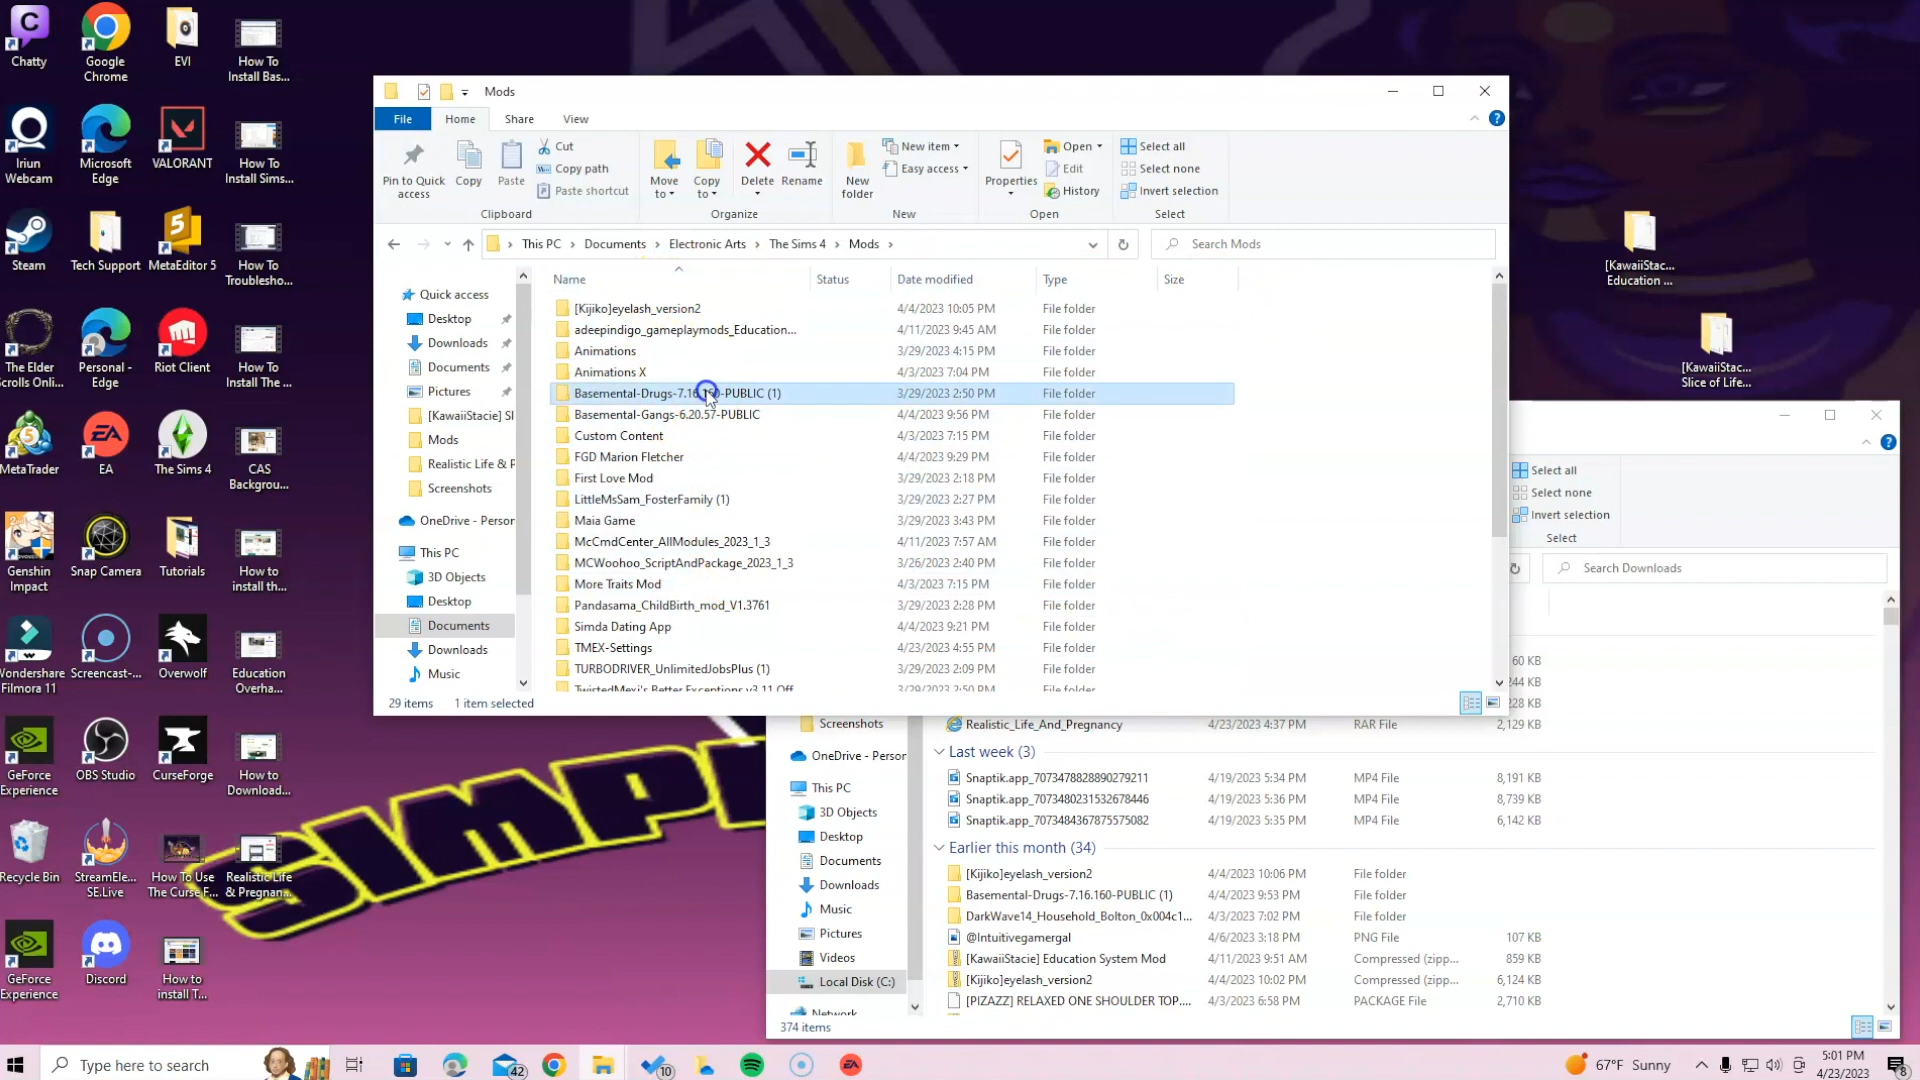 Chatty
Google
Chrome
EVI
How To
Install Bas...
Iriun
Webcam
Microsoft
Edge
VALORANT
How To
Install Sims...
Steam
Tech Support
MetaEditor 5
How To
Troublesho...
The Elder
Scrolls Onli...
Personal -
Edge
Riot Client
How To
Install The ...
MetaTrader
EA
The Sims 4
CAS
Backgrou...
Genshin
Impact
Snap Camera
Tutorials
How to
install th...
Wondershare
Filmora 11
Screencast-...
Overwolf
Education
Overha...
GeForce
Experience
OBS Studio
CurseForge
How to
Download...
Recycle Bin
StreamEle...
SE.Live
How To Use
The Curse F...
Realistic Life
& Pregnan...
GeForce
Experience
Discord
How to
install T...
[KawaiiStac...
Education ...
[KawaiiStac...
Slice of Life...
Mods
File
Home
Share
View
Pin to Quick
access
Copy
Paste
Cut
Copy path
Paste shortcut
Clipboard
Move
to
Copy
to
Delete
Rename
Organize
New
folder
New item
Easy access
New
Properties
Open
Edit
History
Open
Select all
Select none
Invert selection
Select
This PC > Documents > Electronic Arts > The Sims 4 > Mods >
Search Mods
Quick access
Desktop
Downloads
Documents
Pictures
[KawaiiStacie] Sl
Mods
Realistic Life & P
Screenshots
OneDrive - Person
This PC
3D Objects
Desktop
Documents
Downloads
Music
Name Status Date modified Type Size
[Kijiko]eyelash_version2 4/4/2023 10:05 PM File folder
adeepindigo_gameplaymods_Education... 4/11/2023 9:45 AM File folder
Animations 3/29/2023 4:15 PM File folder
Animations X 4/3/2023 7:04 PM File folder
Basemental-Drugs-7.16.160-PUBLIC (1) 3/29/2023 2:50 PM File folder
Basemental-Gangs-6.20.57-PUBLIC 4/4/2023 9:56 PM File folder
Custom Content 4/3/2023 7:15 PM File folder
FGD Marion Fletcher 4/4/2023 9:29 PM File folder
First Love Mod 3/29/2023 2:18 PM File folder
LittleMsSam_FosterFamily (1) 3/29/2023 2:27 PM File folder
Maia Game 3/29/2023 3:43 PM File folder
McCmdCenter_AllModules_2023_1_3 4/11/2023 7:57 AM File folder
MCWoohoo_ScriptAndPackage_2023_1_3 3/26/2023 2:40 PM File folder
More Traits Mod 4/3/2023 7:15 PM File folder
Pandasama_ChildBirth_mod_V1.3761 3/29/2023 2:28 PM File folder
Simda Dating App 4/4/2023 9:21 PM File folder
TMEX-Settings 4/23/2023 4:55 PM File folder
TURBODRIVER_UnlimitedJobsPlus (1) 3/29/2023 2:09 PM File folder
TwistedMexi's Better Exceptions v3.11 Off 3/29/2023 2:50 PM File folder
29 items 1 item selected
Select all
Select none
Invert selection
Select
Search Downloads
60 KB
244 KB
228 KB
Screenshots
OneDrive - Person
This PC
3D Objects
Desktop
Documents
Downloads
Music
Pictures
Videos
Local Disk (C:)
Network
Realistic_Life_And_Pregnancy 4/23/2023 4:37 PM RAR File 2,129 KB
Last week (3)
Snaptik.app_7073478828890279211 4/19/2023 5:34 PM MP4 File 8,191 KB
Snaptik.app_7073480231532678446 4/19/2023 5:36 PM MP4 File 8,739 KB
Snaptik.app_7073484367875575082 4/19/2023 5:35 PM MP4 File 6,142 KB
Earlier this month (34)
[Kijiko]eyelash_version2 4/4/2023 10:06 PM File folder
Basemental-Drugs-7.16.160-PUBLIC (1) 4/4/2023 9:53 PM File folder
DarkWave14_Household_Bolton_0x004c1... 4/3/2023 7:02 PM File folder
@Intuitivegamergal 4/6/2023 3:18 PM PNG File 107 KB
[KawaiiStacie] Education System Mod 4/11/2023 9:51 AM Compressed (zipp... 859 KB
[Kijiko]eyelash_version2 4/4/2023 10:02 PM Compressed (zipp... 6,124 KB
[PIZAZZ] RELAXED ONE SHOULDER TOP.... 4/3/2023 6:58 PM PACKAGE File 2,710 KB
374 items
SIMP
Type here to search
42
10
67°F Sunny
5:01 PM
4/23/2023
8